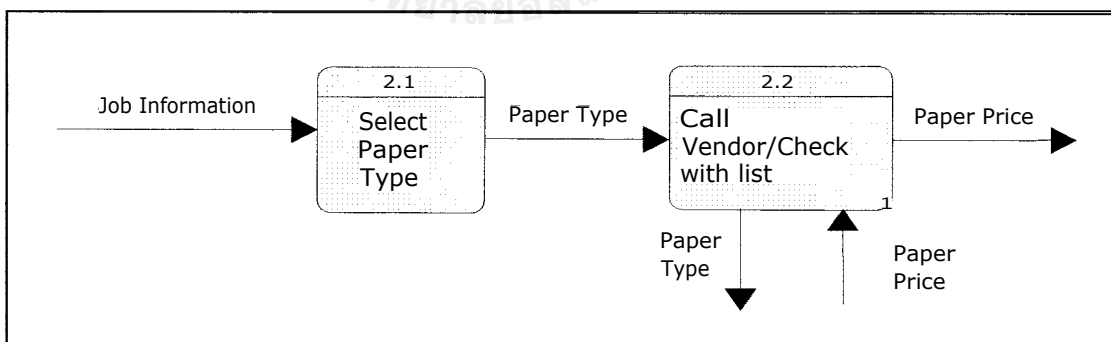 Job Information
2.1
Select
Paper
Type
Paper Type
2.2
Call
Vendor/Check
with list
1
Paper Price
Paper
Type
Paper
Price